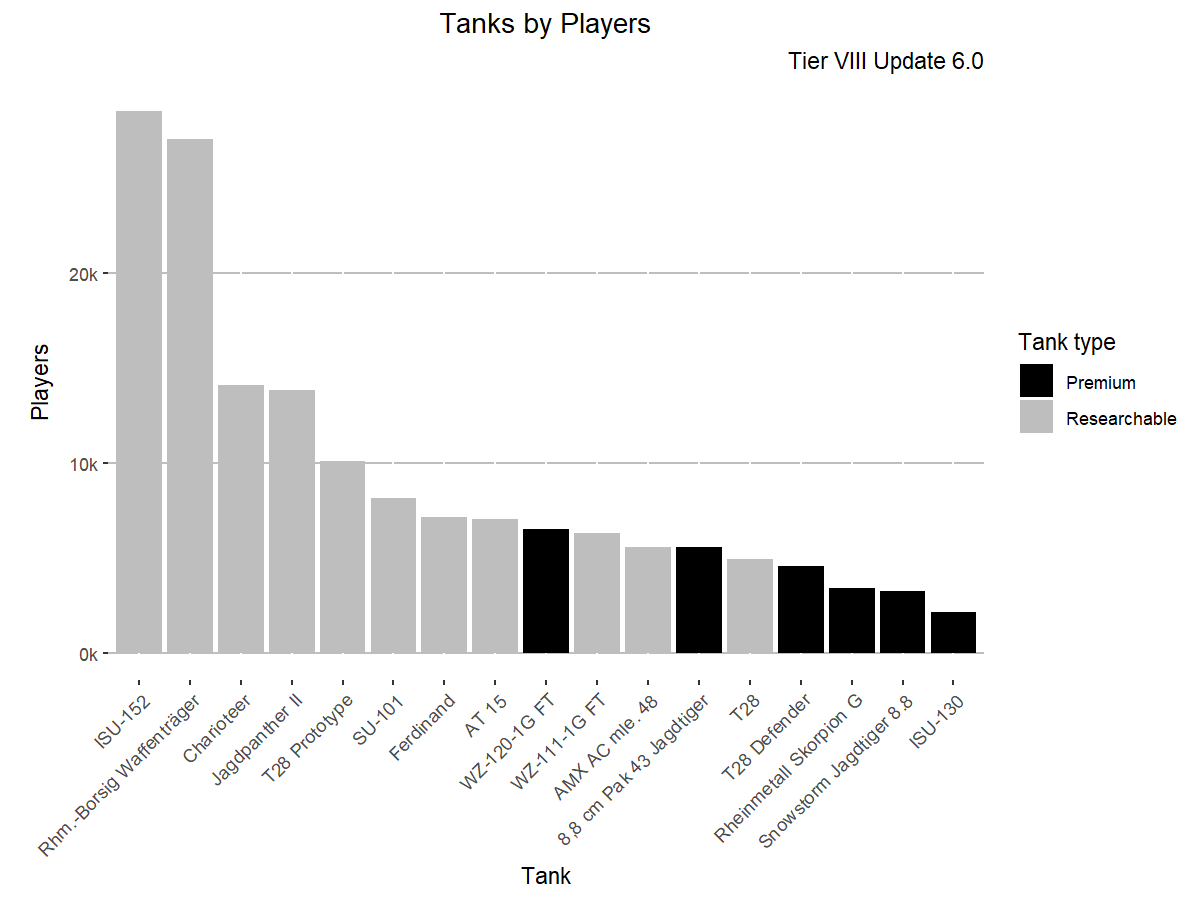 Tanks by Players
Tier VIII Update 6.0
20k
10k
0k
Players
ISU-152
Rhm.-Borsig Waffenträger
Charioteer
Jagdpanther II
T28 Prototype
SU-101
Ferdinand
AT 15
WZ-120-1G FT
WZ-111-1G FT
AMX AC mle. 48
8,8 cm Pak 43 Jagdtiger
T28
T28 Defender
Rheinmetall Skorpion G
Snowstorm Jagdtiger 8.8
ISU-130
Tank
Tank type
Premium
Researchable